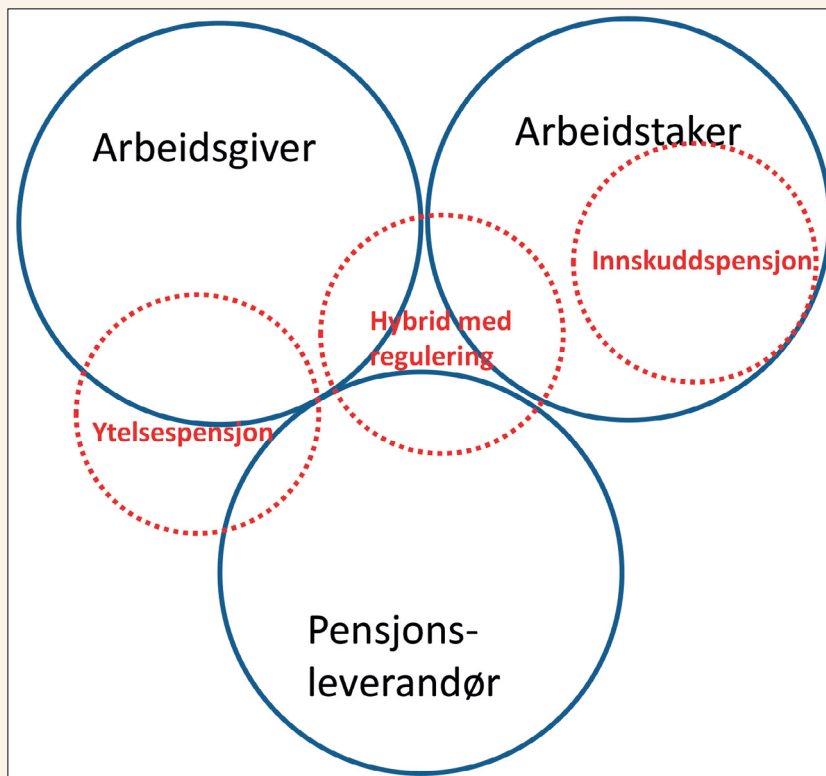 Arbeidsgiver
Arbeidstaker
Innskuddspensjon
Hybrid med
regulering
Ytelsespensjon
Pensjons-
leverandør